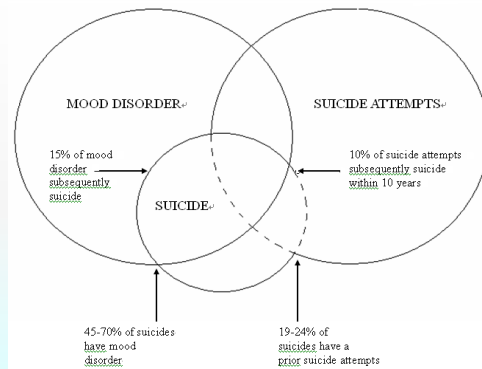 MOOD DISORDER
SUICIDE ATTEMPTS
15% of mood
disorder
subsequently
suicide
10% of suicide attempts
subsequently suicide
within 10 years
SUICIDE
45-70% of suicides
have mood
disorder
19-24% of
suicides have a
prior suicide attempts